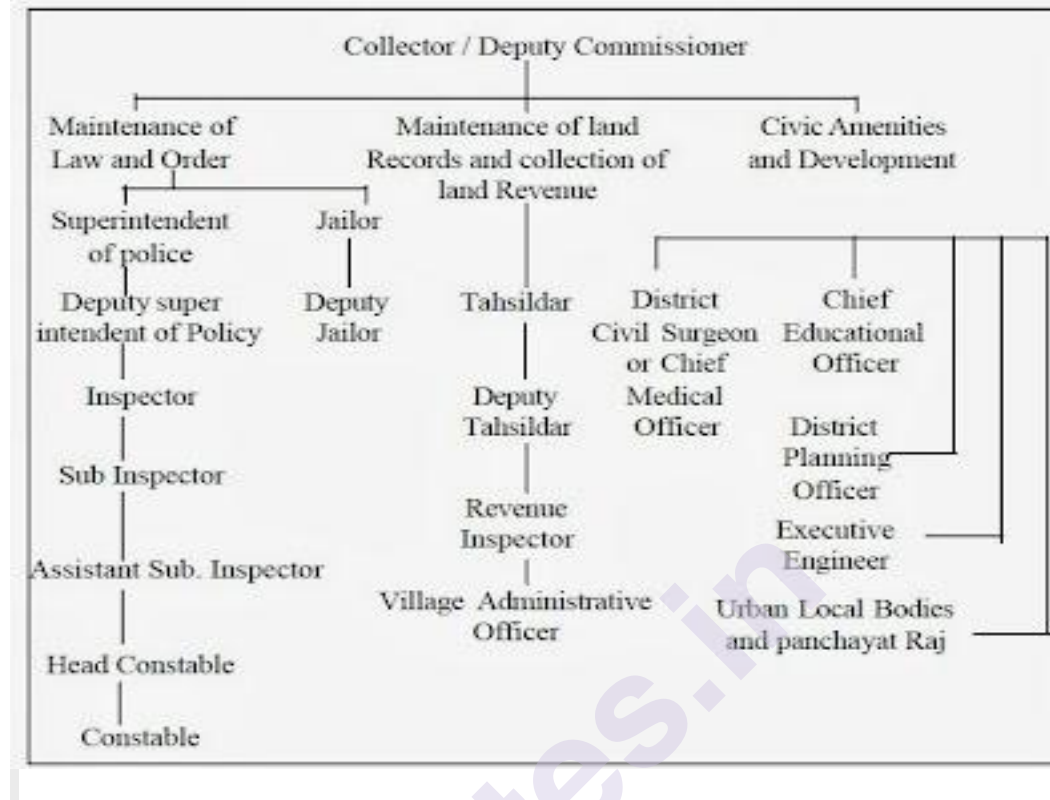 Collector / Deputy Commissioner
Maintenance of
Law and Order
Maintenance of land
Records and collection of
land Revenue
Civic Amenities
and Development
Superintendent
of police
Jailor
Deputy super
intendent of Policy
Deputy
Jailor
Tahsildar
District
Civil Surgeon
or Chief
Medical
Officer
Chief
Educational
Officer
Inspector
Deputy
Tahsildar
District
Planning
Officer
Sub Inspector
Revenue
Inspector
Executive
Engineer
Assistant Sub. Inspector
Village Administrative
Officer
Urban Local Bodies
and panchayat Raj
Head Constable
Constable
tes.in